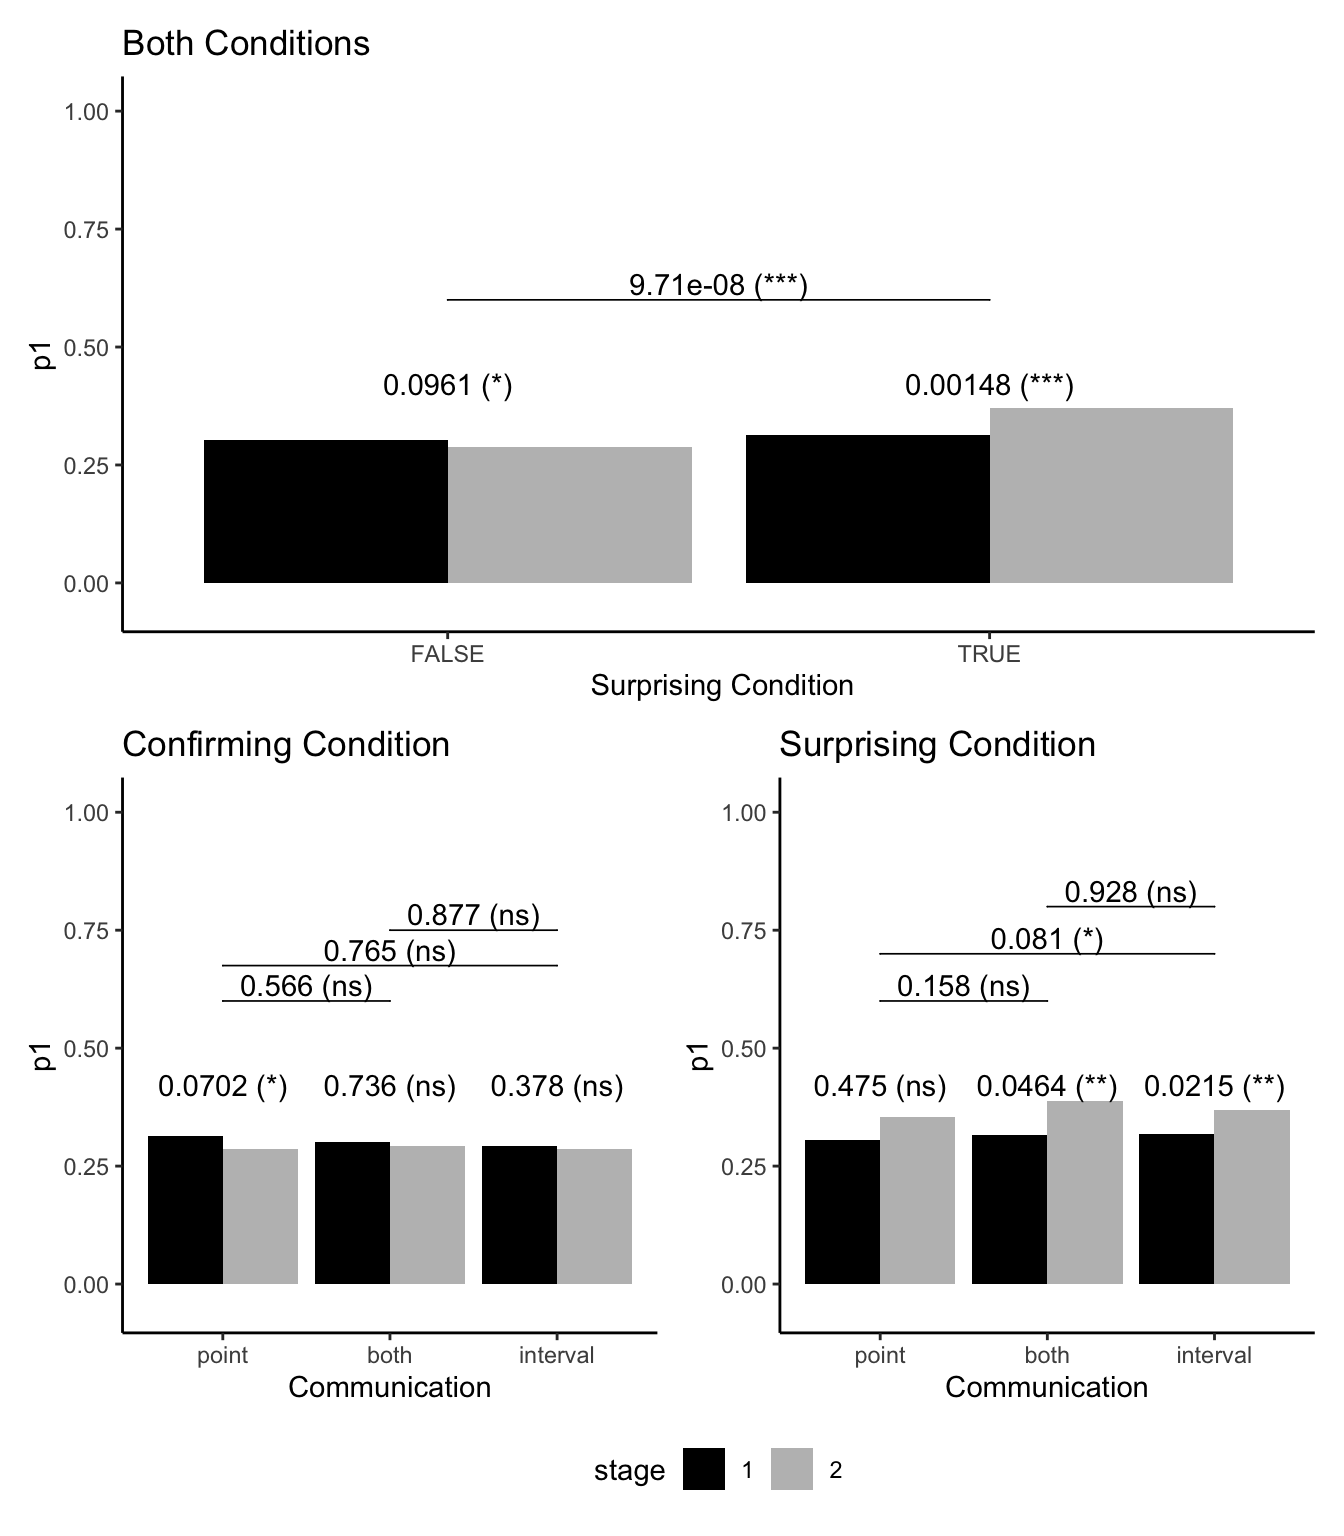 Both Conditions
1.00
0.75
9.71e-08 (***)
0.50
p1
0.0961 (*) 0.00148 (***)
0.25
0.00
FALSE TRUE
Surprising Condition
Confirming Condition
1.00
0.877 (ns)
0.75
0.765 (ns)
0.566 (ns)
0.50
p1
0.0702 (*) 0.736 (ns) 0.378 (ns)
0.25
0.00
point both interval
Communication
Surprising Condition
1.00
0.928 (ns)
0.75
0.081 (*)
0.158 (ns)
0.50
p1
0.475 (ns) 0.0464 (**) 0.0215 (**)
0.25
0.00
point both interval
Communication
stage 1 2